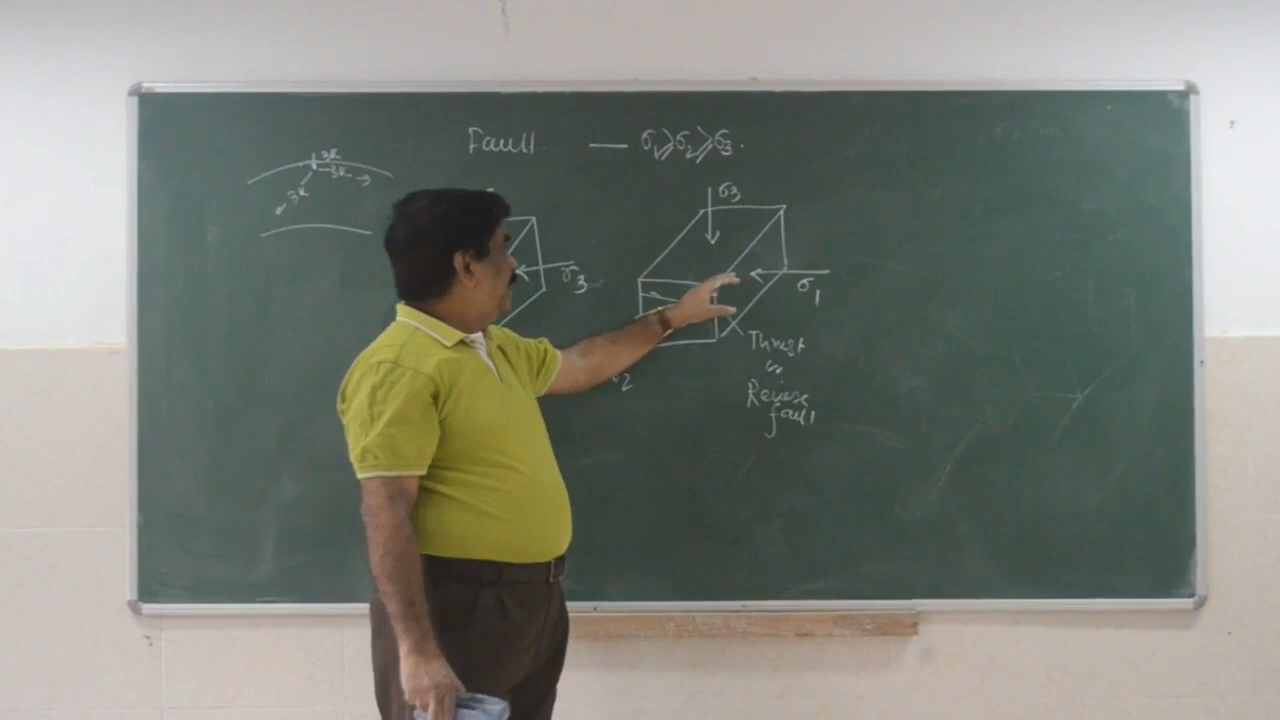 Fault — σ1 ⩾ σ2 ⩾ σ3.
3k
3k
3k
σ3
σ3
σ1
σ2
Thrust
or
Reverse
fault